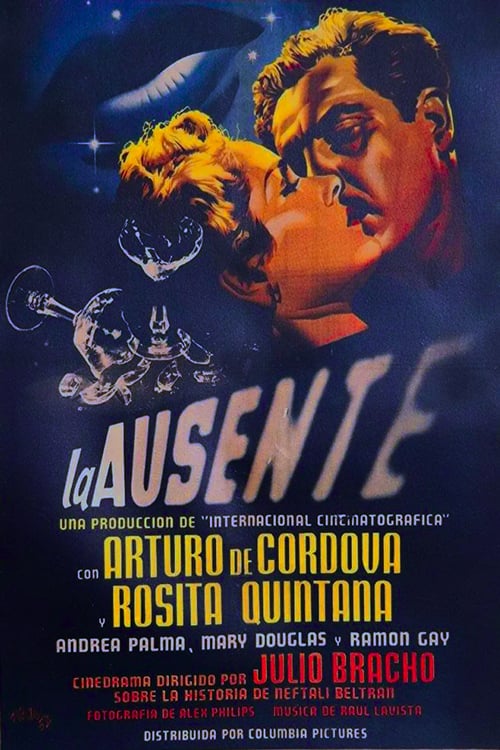 la AUSENTE
UNA PRODUCCION DE "INTERNACIONAL CINEMATOGRAFICA"
CON ARTURO DE CORDOVA
Y ROSITA QUINTANA
ANDREA PALMA, MARY DOUGLAS Y RAMON GAY
CINEDRAMA DIRIGIDO POR JULIO BRACHO
SOBRE LA HISTORIA DE NEFTALI BELTRAN
FOTOGRAFIA DE ALEX PHILIPS MUSICA DE RAUL LAVISTA
DISTRIBUIDA POR COLUMBIA PICTURES